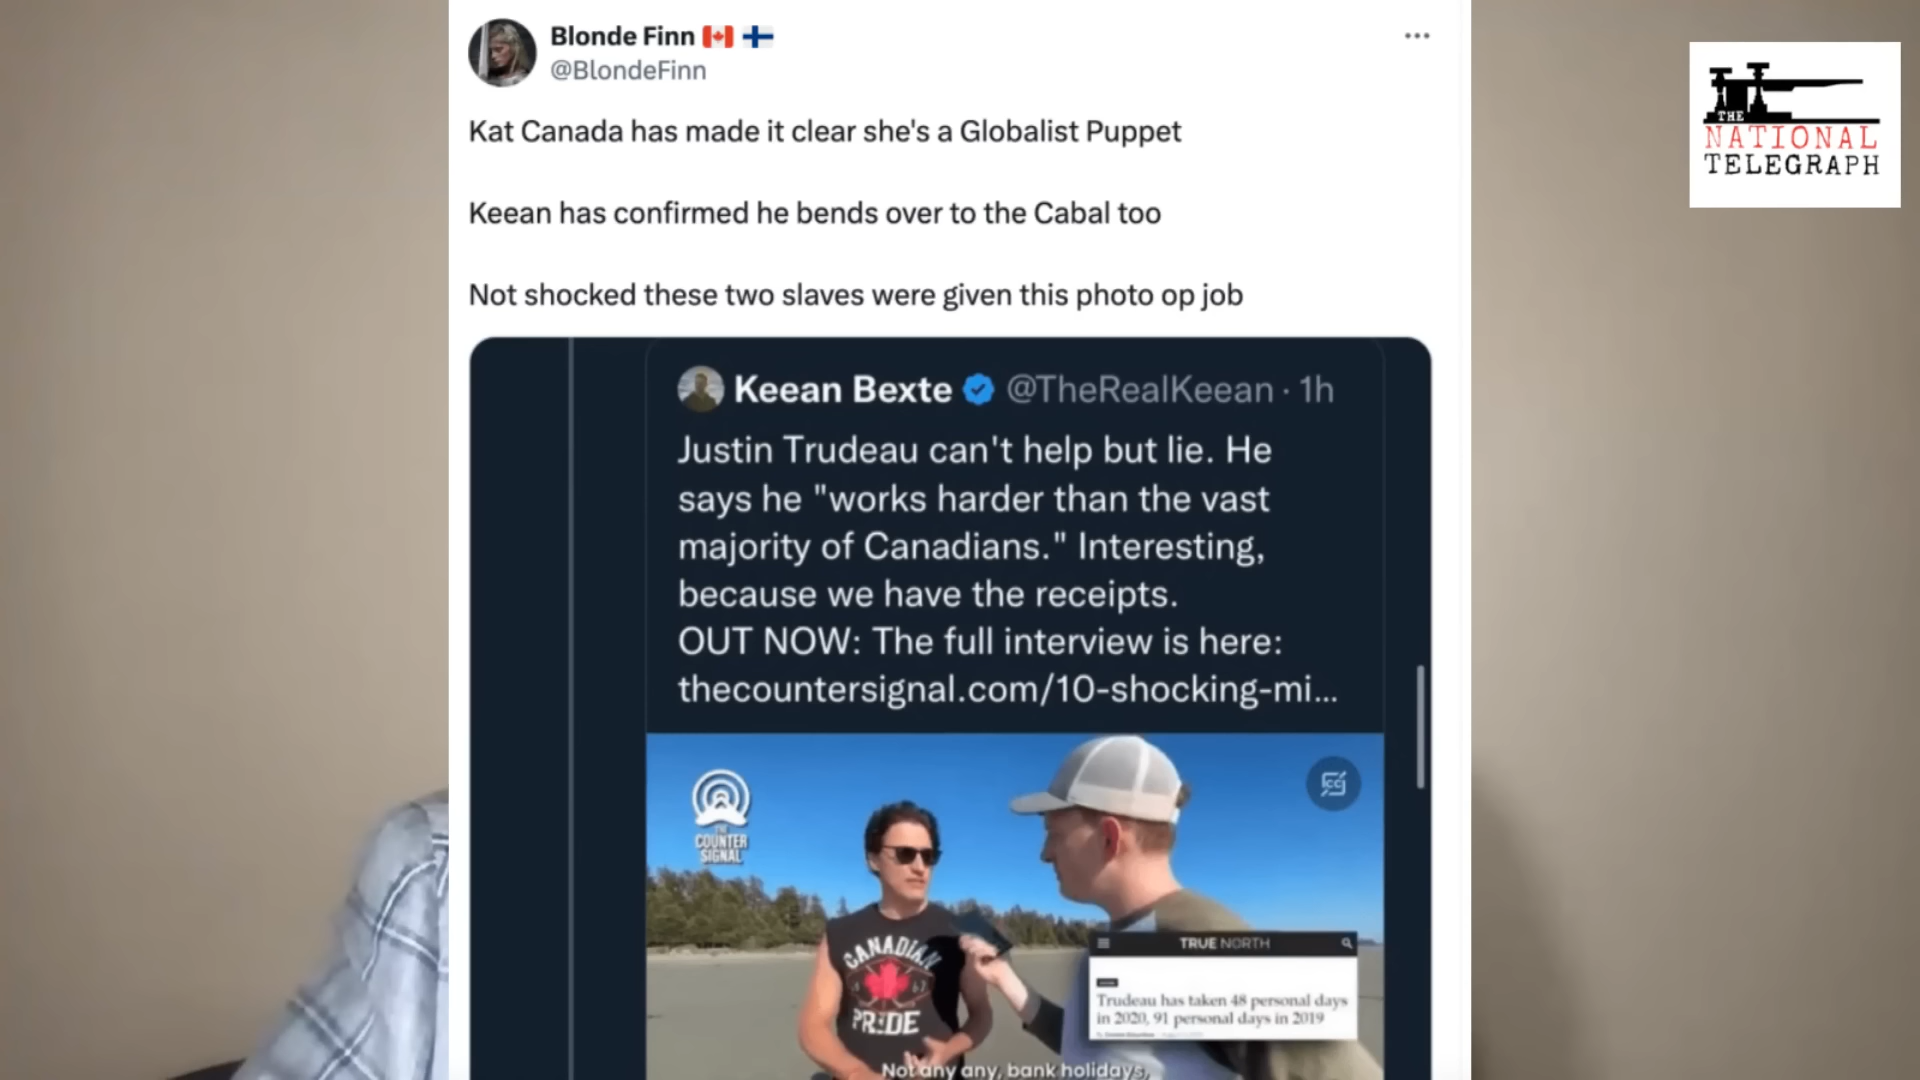 Blonde Finn
@BlondeFinn
Kat Canada has made it clear she's a Globalist Puppet
Keean has confirmed he bends over to the Cabal too
Not shocked these two slaves were given this photo op job
THE
NATIONAL
TELEGRAPH
Keean Bexte @TheRealKeean · 1h
Justin Trudeau can't help but lie. He
says he "works harder than the vast
majority of Canadians." Interesting,
because we have the receipts.
OUT NOW: The full interview is here:
thecountersignal.com/10-shocking-mi...
THE
COUNTER
SIGNAL
CANADIAN
PRIDE
TRUE NORTH
Trudeau has taken 48 personal days
in 2020, 91 personal days in 2019
Not any any, bank holidays,